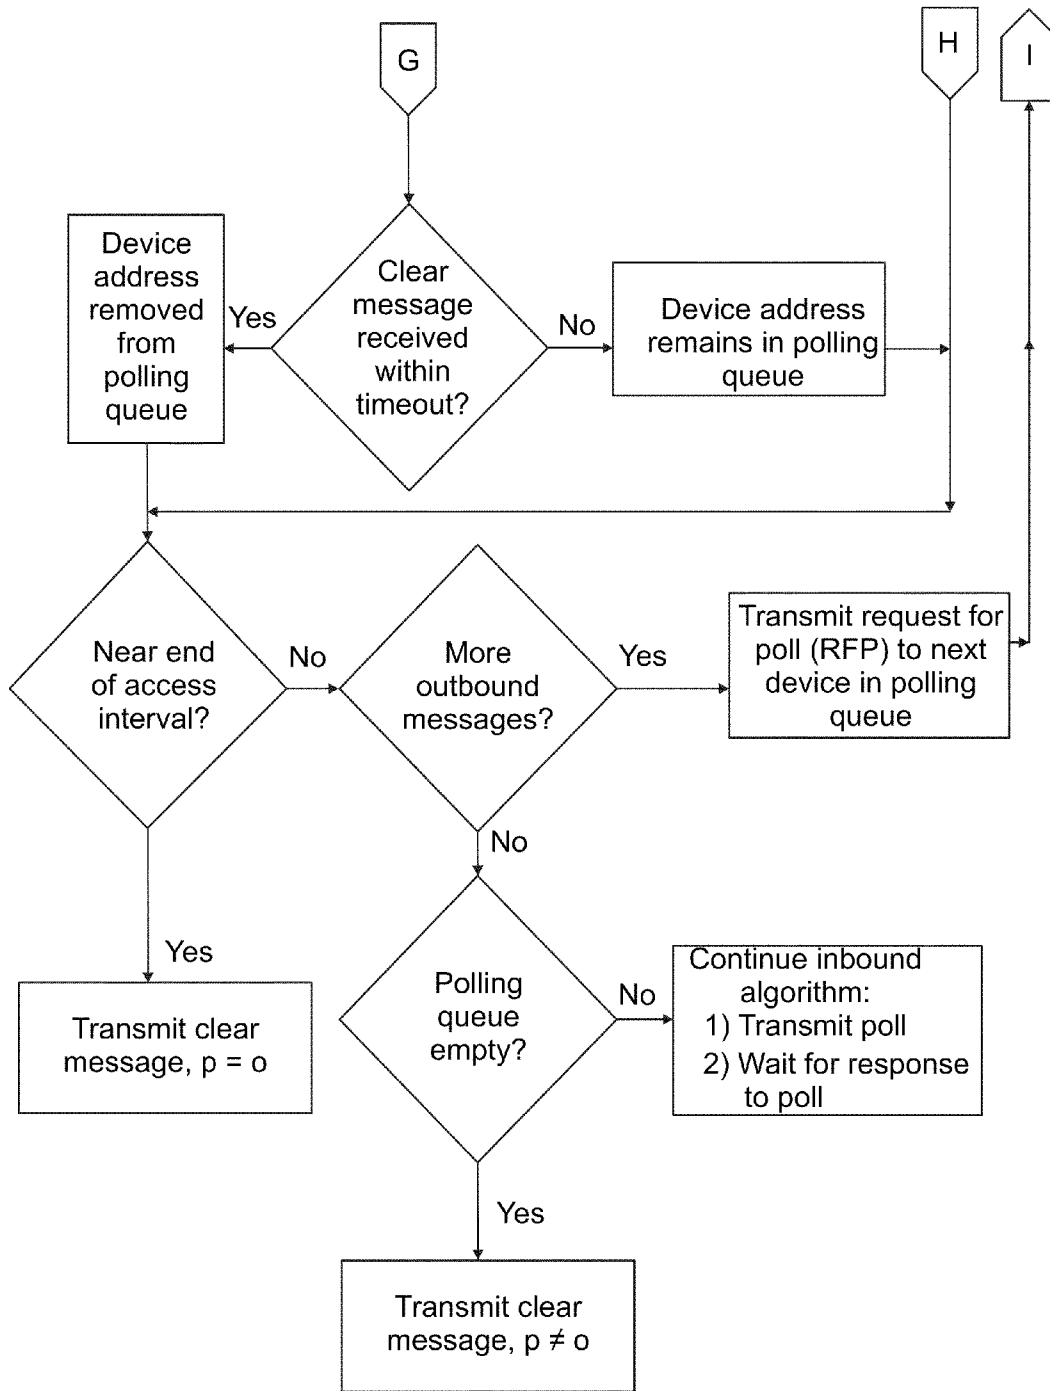 G
H
I
Device
address
removed
from
polling
queue
Yes
Clear
message
received
within
timeout?
No
Device address
remains in polling
queue
Near end
of access
interval?
No
More
outbound
messages?
Yes
Transmit request for
poll (RFP) to next
device in polling
queue
No
Yes
Transmit clear
message, p = o
Polling
queue
empty?
No
Continue inbound
algorithm:
1) Transmit poll
2) Wait for response
to poll
Yes
Transmit clear
message, p ≠ o